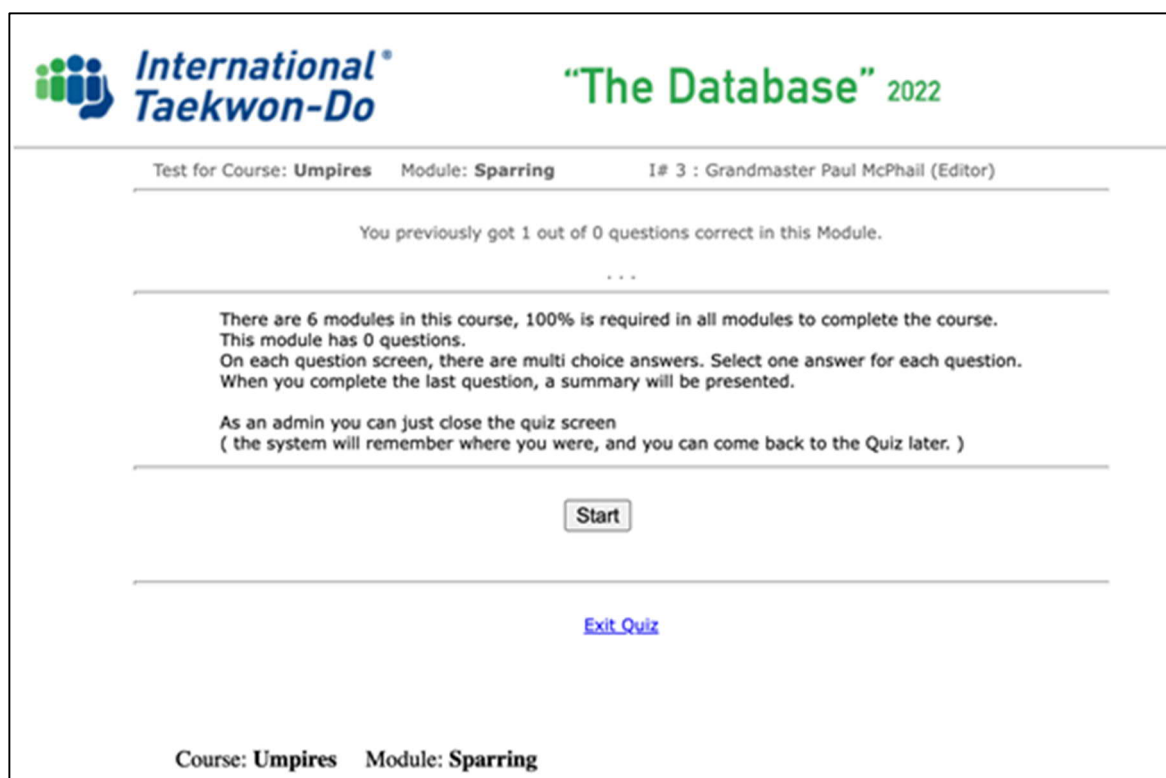 International®
Taekwon-Do
“The Database” 2022
Test for Course: Umpires Module: Sparring I# 3 : Grandmaster Paul McPhail (Editor)
You previously got 1 out of 0 questions correct in this Module.
. . .
There are 6 modules in this course, 100% is required in all modules to complete the course.
This module has 0 questions.
On each question screen, there are multi choice answers. Select one answer for each question.
When you complete the last question, a summary will be presented.
As an admin you can just close the quiz screen
( the system will remember where you were, and you can come back to the Quiz later. )
Start
Exit Quiz
Course: Umpires Module: Sparring